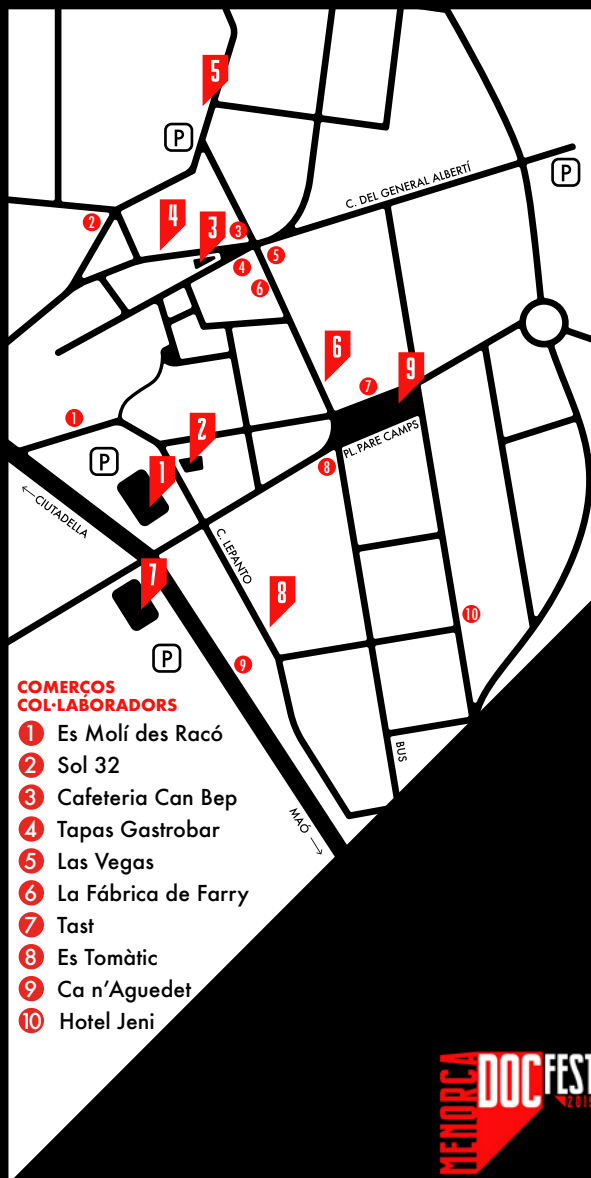 5
P
P
C. DEL GENERAL ALBERTÍ
2
4
3
3
4
5
6
6
9
7
1
2
PL. PARE CAMPS
P
1
8
← CIUTADELLA
C. LEPANTO
7
8
10
P
9
COMERÇOS
COL·LABORADORS
1 Es Molí des Racó
2 Sol 32
3 Cafeteria Can Bep
4 Tapas Gastrobar
5 Las Vegas
6 La Fábrica de Farry
7 Tast
8 Es Tomàtic
9 Ca n'Aguedet
10 Hotel Jeni
BUS
MAÓ →
MENORCA
DOC FEST